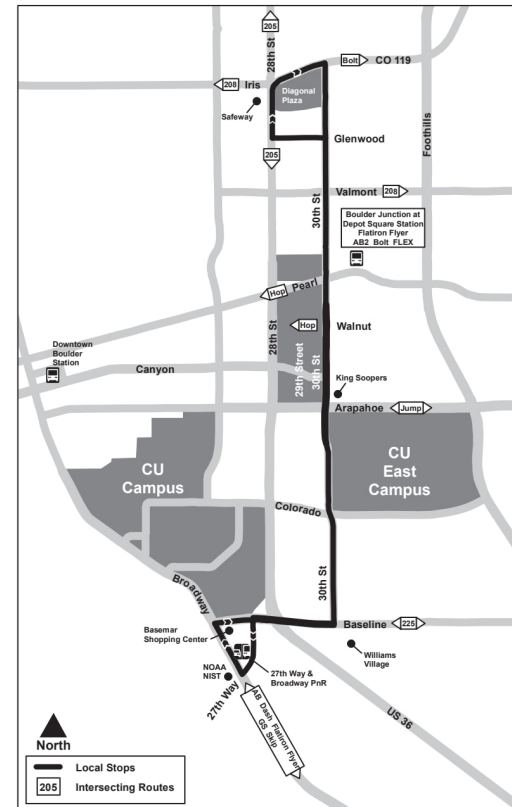 205
28th St
Bolt
CO 119
208
Iris
Diagonal
Plaza
Safeway
Glenwood
Foothills
205
Valmont
208
30th St
Boulder Junction at
Depot Square Station
Flatiron Flyer
AB2 Bolt FLEX
Hop
Pearl
28th St
Hop
Walnut
Downtown
Boulder
Station
29th Street
30th St
Canyon
King Soopers
Arapahoe
Jump
CU
Campus
CU
East
Campus
Colorado
Broadway
30th St
Baseline
225
Basemar
Shopping Center
Williams
Village
NOAA
NIST
27th Way &
Broadway PnR
27th Way
AB Dash Flatiron Flyer
GS Skip
US 36
North
Local Stops
205
Intersecting Routes